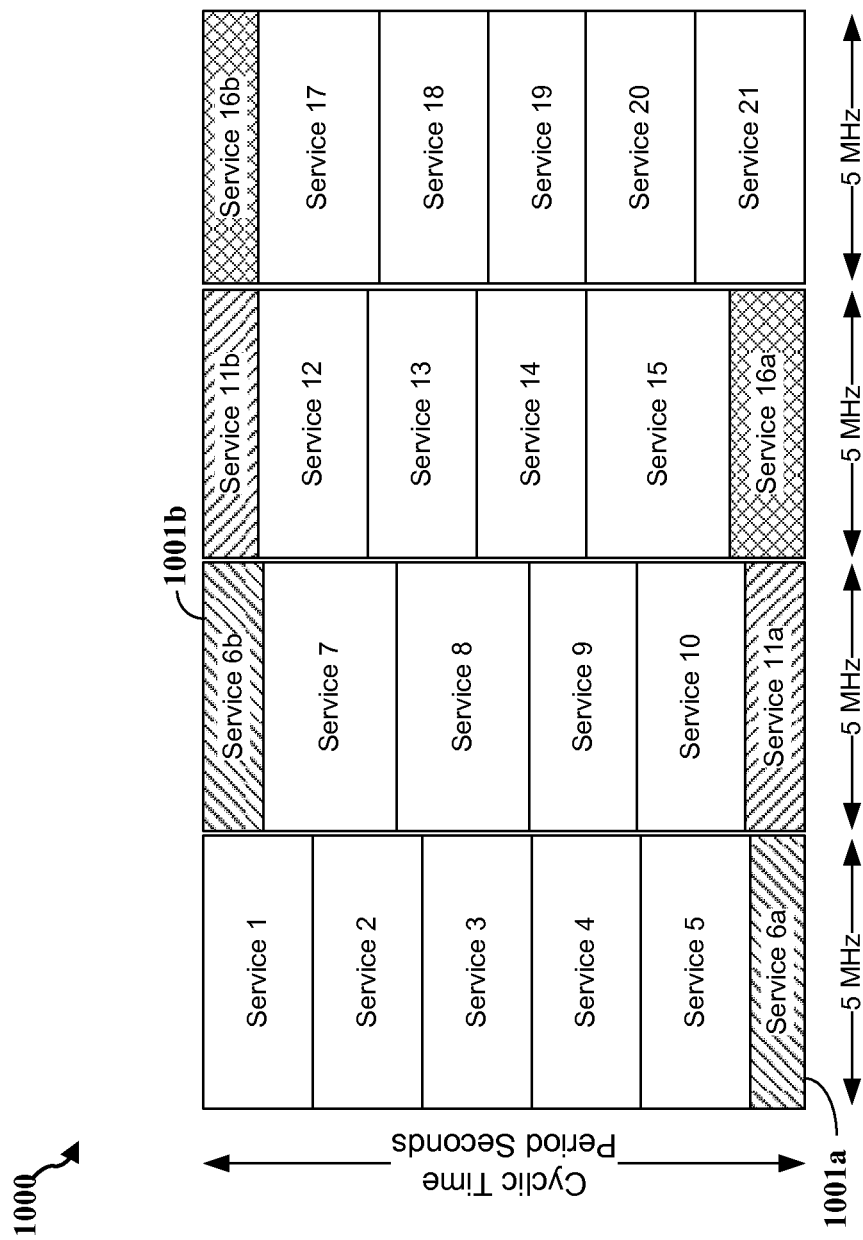 1000
Cyclic Time
Period Seconds
1001a
Service 1
Service 2
Service 3
Service 4
Service 5
Service 6a
5 MHz
1001b
Service 6b
Service 7
Service 8
Service 9
Service 10
Service 11a
5 MHz
Service 11b
Service 12
Service 13
Service 14
Service 15
Service 16a
5 MHz
Service 16b
Service 17
Service 18
Service 19
Service 20
Service 21
5 MHz